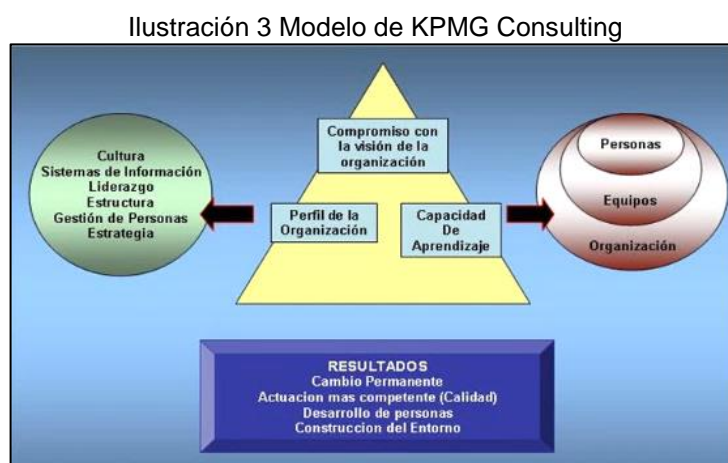 Ilustración 3 Modelo de KPMG Consulting
Cultura
Sistemas de Información
Liderazgo
Estructura
Gestión de Personas
Estrategia
Compromiso con
la visión de la
organización
Perfil de la
Organización
Capacidad
De
Aprendizaje
Personas
Equipos
Organización
RESULTADOS
Cambio Permanente
Actuacion mas competente (Calidad)
Desarrollo de personas
Construccion del Entorno